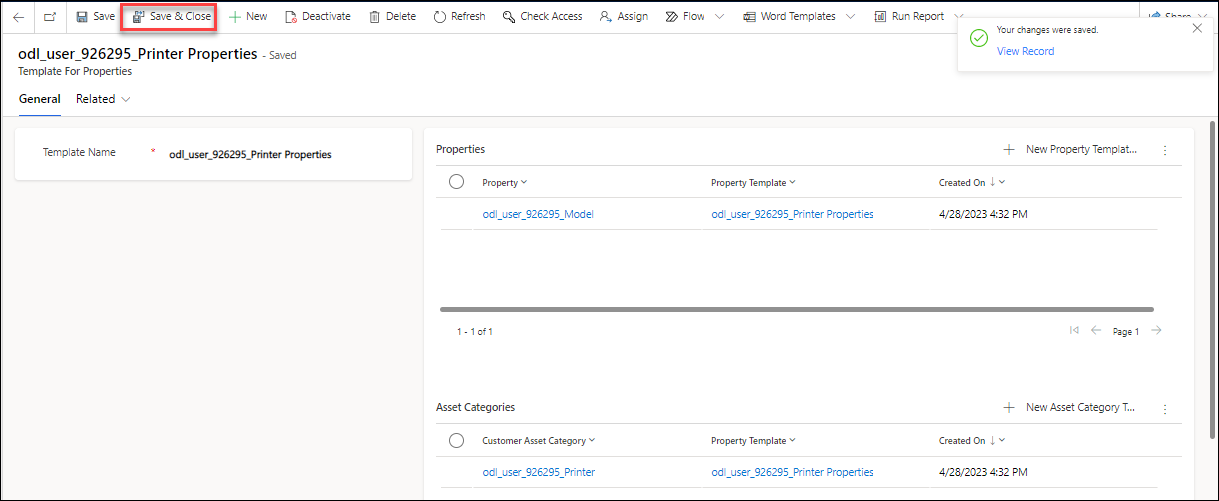 Save Save & Close New Deactivate Delete Refresh Check Access Assign Flow Word Templates Run Report Share
Your changes were saved.
View Record
odl_user_926295_Printer Properties - Saved
Template For Properties
General Related
Template Name * odl_user_926295_Printer Properties
Properties New Property Templat...
Property Property Template Created On
odl_user_926295_Model odl_user_926295_Printer Properties 4/28/2023 4:32 PM
1 - 1 of 1 Page 1
Asset Categories New Asset Category T...
Customer Asset Category Property Template Created On
odl_user_926295_Printer odl_user_926295_Printer Properties 4/28/2023 4:32 PM